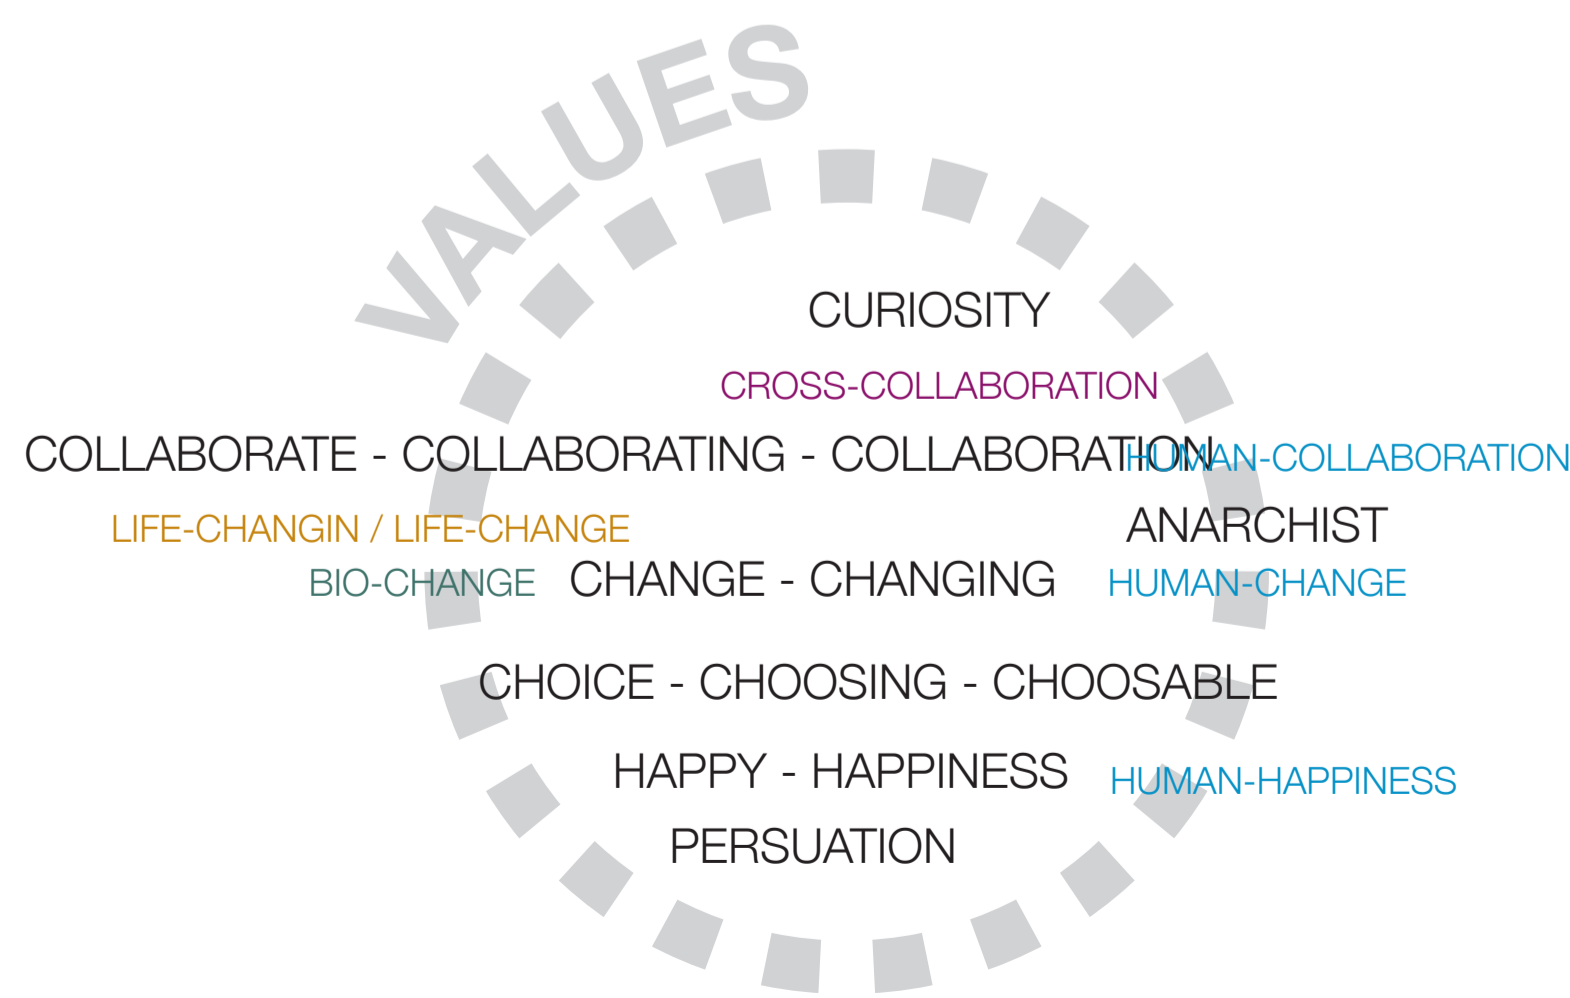 VALUES
CURIOSITY
CROSS-COLLABORATION
COLLABORATE - COLLABORATING - COLLABORATION
HUMAN-COLLABORATION
LIFE-CHANGIN / LIFE-CHANGE
ANARCHIST
BIO-CHANGE
CHANGE - CHANGING
HUMAN-CHANGE
CHOICE - CHOOSING - CHOOSABLE
HAPPY - HAPPINESS
HUMAN-HAPPINESS
PERSUATION